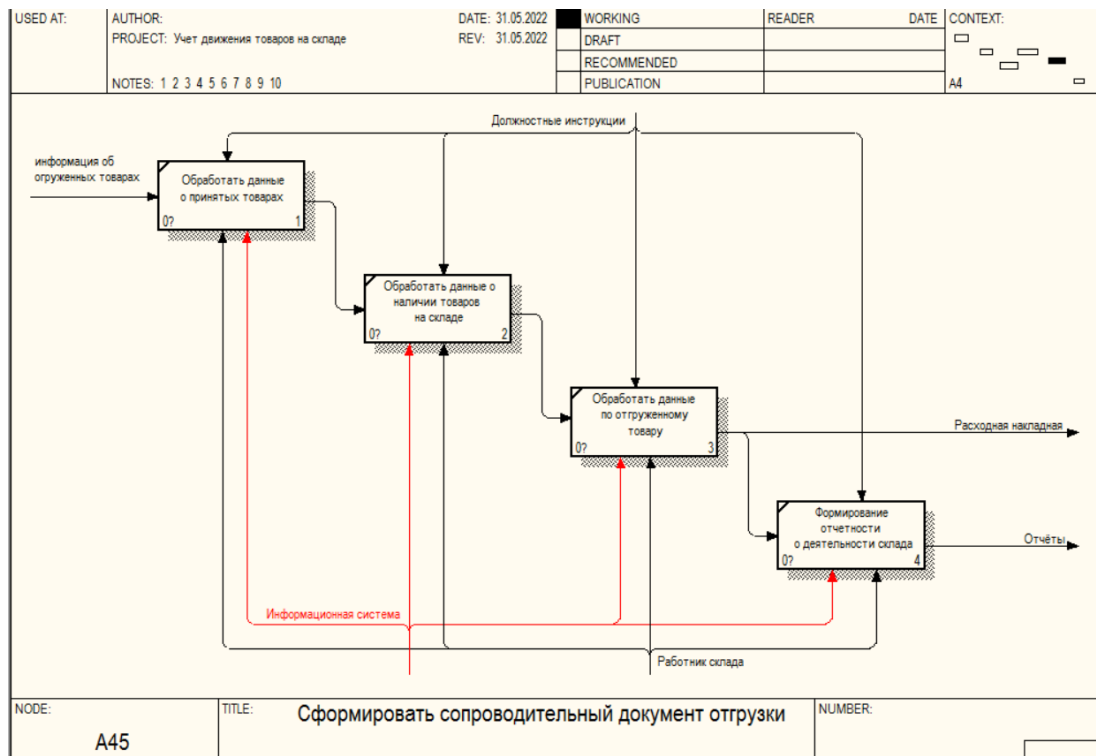 USED AT:
AUTHOR:
DATE: 31.05.2022
PROJECT: Учет движения товаров на складе
REV: 31.05.2022
NOTES: 1 2 3 4 5 6 7 8 9 10
WORKING
DRAFT
RECOMMENDED
PUBLICATION
READER
DATE
CONTEXT:
A4
Должностные инструкции
информация об
огруженных товарах
Обработать данные
о принятых товарах
0?
1
Обработать данные о
наличии товаров
на складе
0?
2
Обработать данные
по отгруженному
товару
0?
3
Расходная накладная
Формирование
отчетности
о деятельности склада
0?
4
Отчёты
Информационная система
Работник склада
NODE:
A45
TITLE:
Сформировать сопроводительный документ отгрузки
NUMBER: